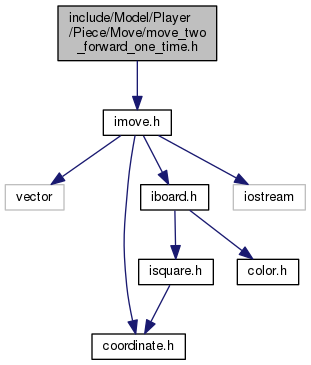 include/Model/Player
/Piece/Move/move_two
_forward_one_time.h
imove.h
vector
iboard.h
iostream
isquare.h
color.h
coordinate.h